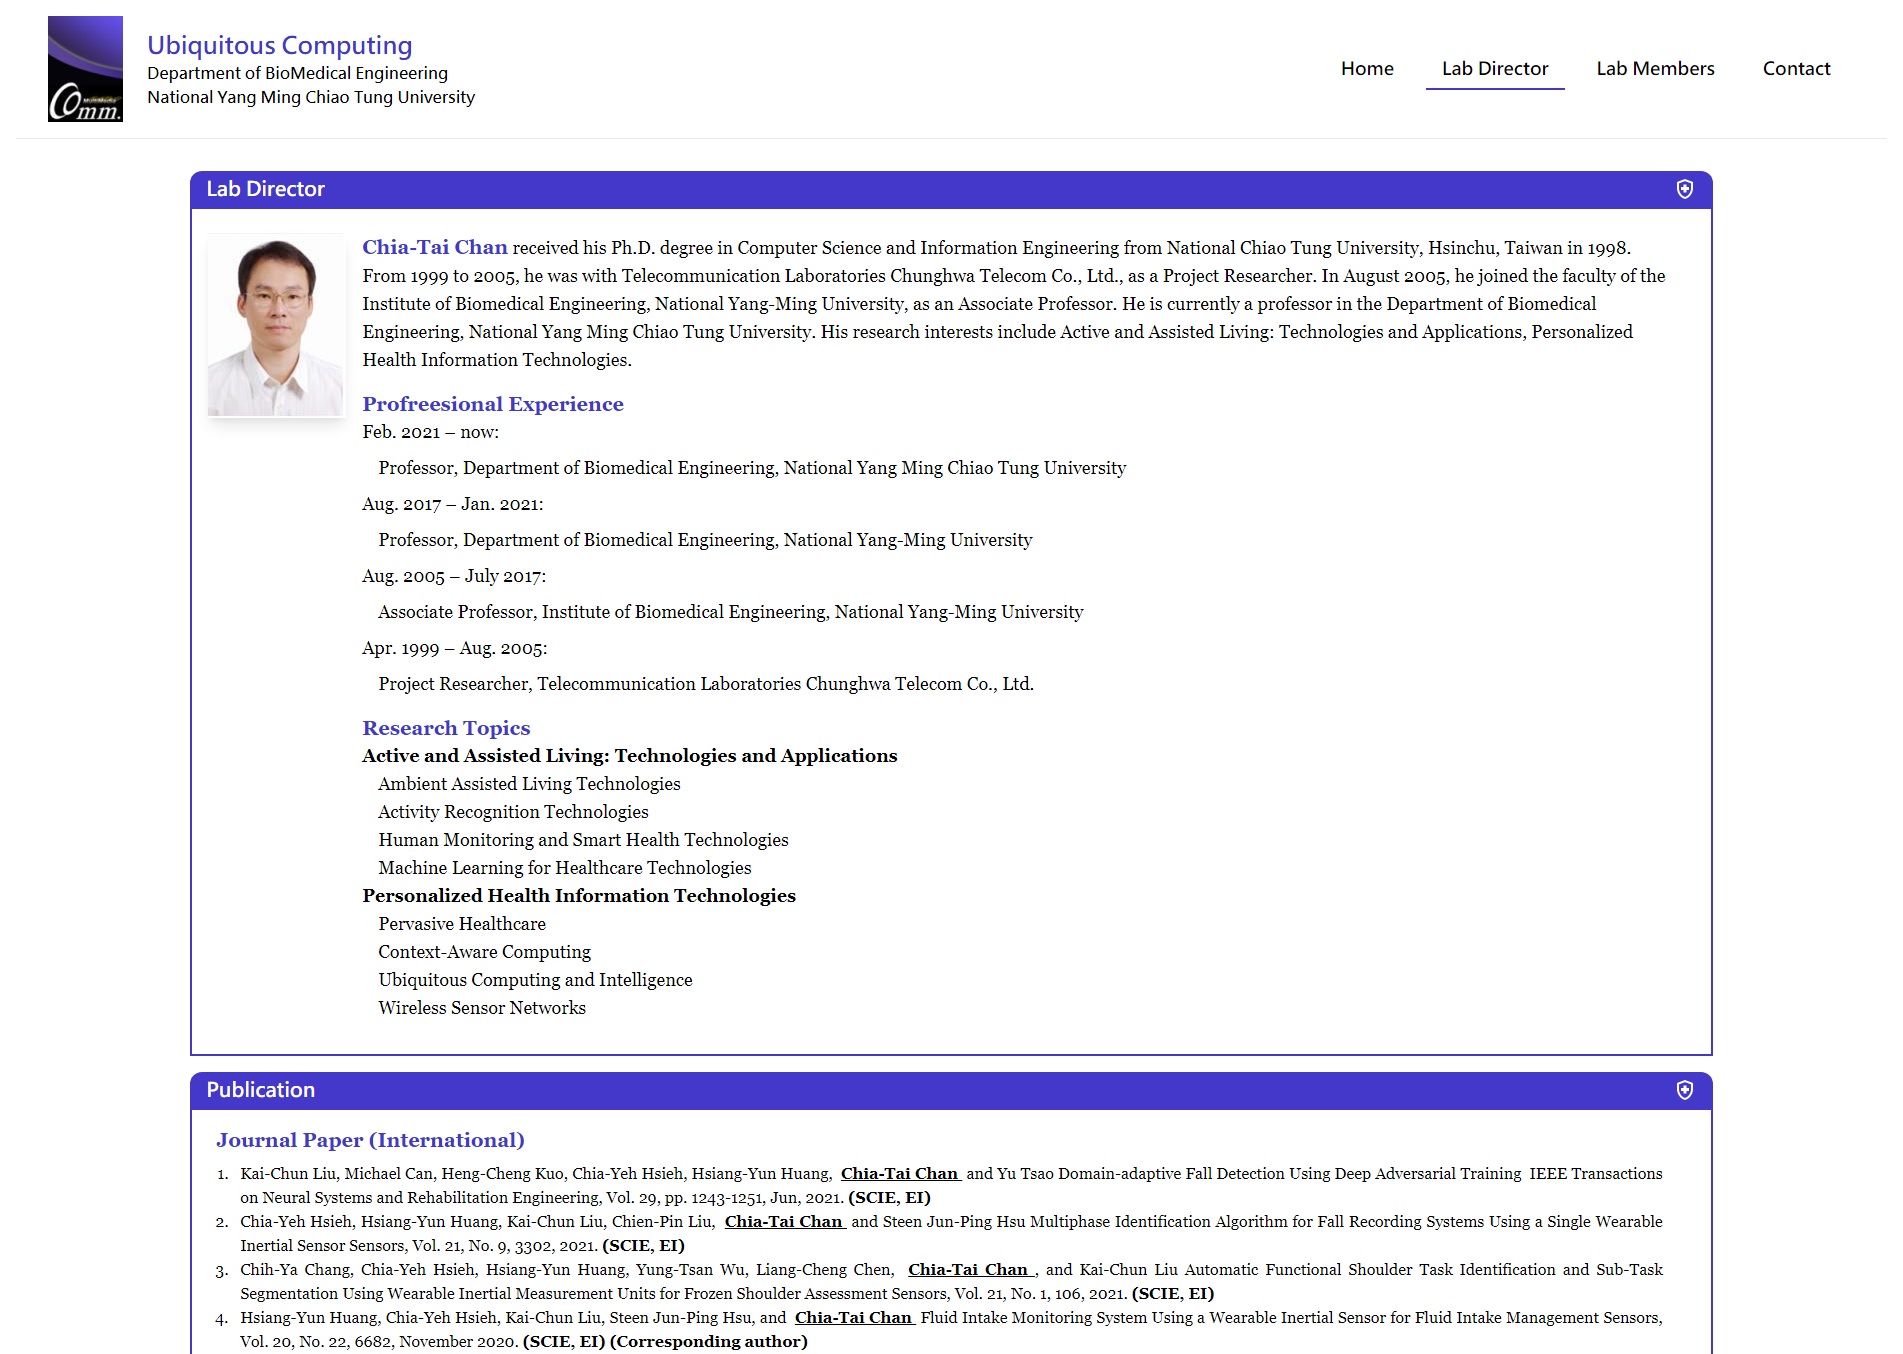 Ubiquitous Computing
Department of BioMedical Engineering
National Yang Ming Chiao Tung University
Home Lab Director Lab Members Contact
Lab Director
Chia-Tai Chan received his Ph.D. degree in Computer Science and Information Engineering from National Chiao Tung University, Hsinchu, Taiwan in 1998.
From 1999 to 2005, he was with Telecommunication Laboratories Chunghwa Telecom Co., Ltd., as a Project Researcher. In August 2005, he joined the faculty of the
Institute of Biomedical Engineering, National Yang-Ming University, as an Associate Professor. He is currently a professor in the Department of Biomedical
Engineering, National Yang Ming Chiao Tung University. His research interests include Active and Assisted Living: Technologies and Applications, Personalized
Health Information Technologies.
Profreesional Experience
Feb. 2021 – now:
Professor, Department of Biomedical Engineering, National Yang Ming Chiao Tung University
Aug. 2017 – Jan. 2021:
Professor, Department of Biomedical Engineering, National Yang-Ming University
Aug. 2005 – July 2017:
Associate Professor, Institute of Biomedical Engineering, National Yang-Ming University
Apr. 1999 – Aug. 2005:
Project Researcher, Telecommunication Laboratories Chunghwa Telecom Co., Ltd.
Research Topics
Active and Assisted Living: Technologies and Applications
Ambient Assisted Living Technologies
Activity Recognition Technologies
Human Monitoring and Smart Health Technologies
Machine Learning for Healthcare Technologies
Personalized Health Information Technologies
Pervasive Healthcare
Context-Aware Computing
Ubiquitous Computing and Intelligence
Wireless Sensor Networks
Publication
Journal Paper (International)
1. Kai-Chun Liu, Michael Can, Heng-Cheng Kuo, Chia-Yeh Hsieh, Hsiang-Yun Huang, Chia-Tai Chan and Yu Tsao Domain-adaptive Fall Detection Using Deep Adversarial Training IEEE Transactions
on Neural Systems and Rehabilitation Engineering, Vol. 29, pp. 1243-1251, Jun, 2021. (SCIE, EI)
2. Chia-Yeh Hsieh, Hsiang-Yun Huang, Kai-Chun Liu, Chien-Pin Liu, Chia-Tai Chan and Steen Jun-Ping Hsu Multiphase Identification Algorithm for Fall Recording Systems Using a Single Wearable
Inertial Sensor Sensors, Vol. 21, No. 9, 3302, 2021. (SCIE, EI)
3. Chih-Ya Chang, Chia-Yeh Hsieh, Hsiang-Yun Huang, Yung-Tsan Wu, Liang-Cheng Chen, Chia-Tai Chan , and Kai-Chun Liu Automatic Functional Shoulder Task Identification and Sub-Task
Segmentation Using Wearable Inertial Measurement Units for Frozen Shoulder Assessment Sensors, Vol. 21, No. 1, 106, 2021. (SCIE, EI)
4. Hsiang-Yun Huang, Chia-Yeh Hsieh, Kai-Chun Liu, Steen Jun-Ping Hsu, and Chia-Tai Chan Fluid Intake Monitoring System Using a Wearable Inertial Sensor for Fluid Intake Management Sensors,
Vol. 20, No. 22, 6682, November 2020. (SCIE, EI) (Corresponding author)